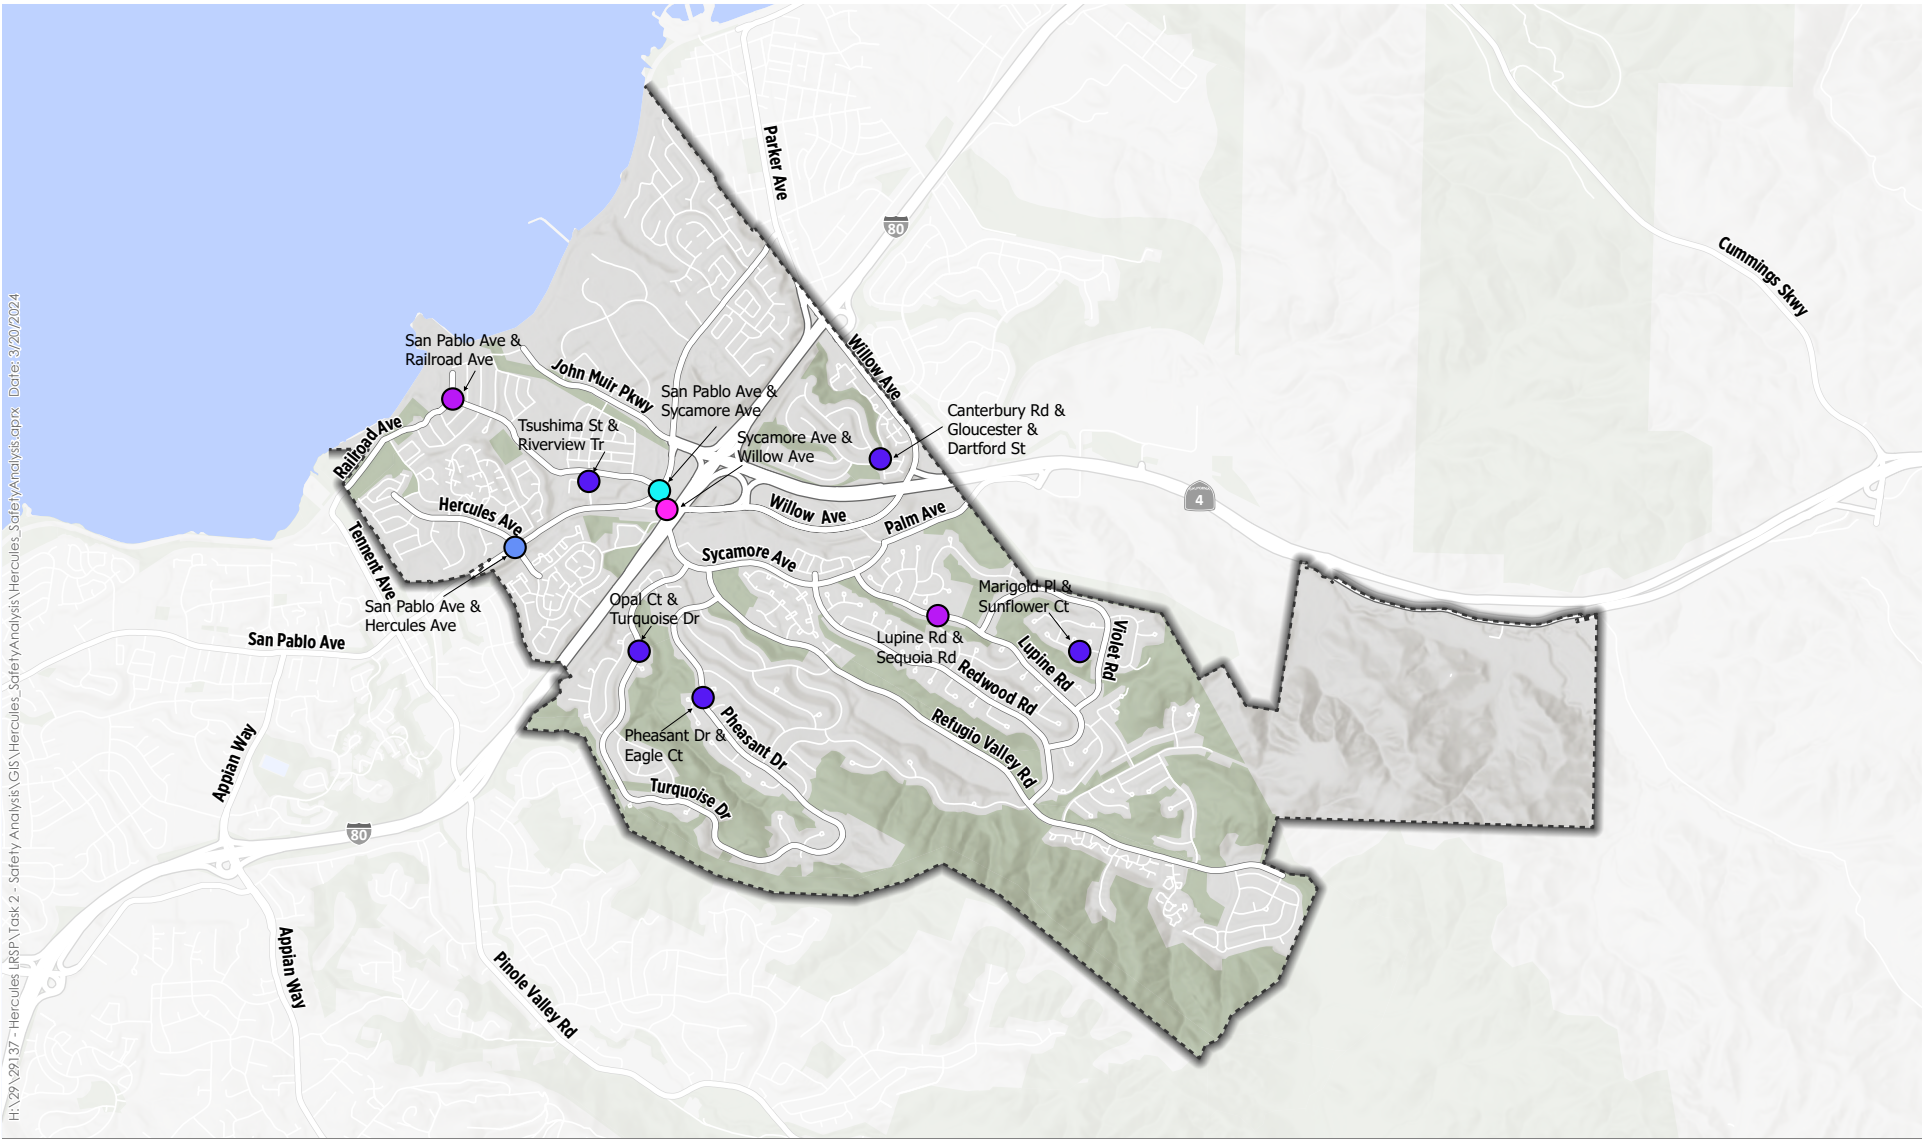 Parker Ave
80
Cummings Skwy
San Pablo Ave &
Railroad Ave
John Muir Pkwy
Willow Ave
San Pablo Ave &
Sycamore Ave
Canterbury Rd &
Gloucester &
Dartford St
Tsushima St &
Riverview Tr
Sycamore Ave &
Willow Ave
Railroad Ave
Hercules Ave
Willow Ave
Palm Ave
CALIFORNIA
4
Tennent Ave
Sycamore Ave
San Pablo Ave &
Hercules Ave
Opal Ct &
Turquoise Dr
Marigold Pl &
Sunflower Ct
San Pablo Ave
Lupine Rd &
Sequoia Rd
Lupine Rd
Violet Rd
Redwood Rd
Refugio Valley Rd
Pheasant Dr &
Eagle Ct
Pheasant Dr
Appian Way
Turquoise Dr
80
Appian Way
Pinole Valley Rd
H:\29\29137 - Hercules LRSP\Task 2 - Safety Analysis\GIS\Hercules_SafetyAnalysis\Hercules_SafetyAnalysis.aprx Date: 3/20/2024